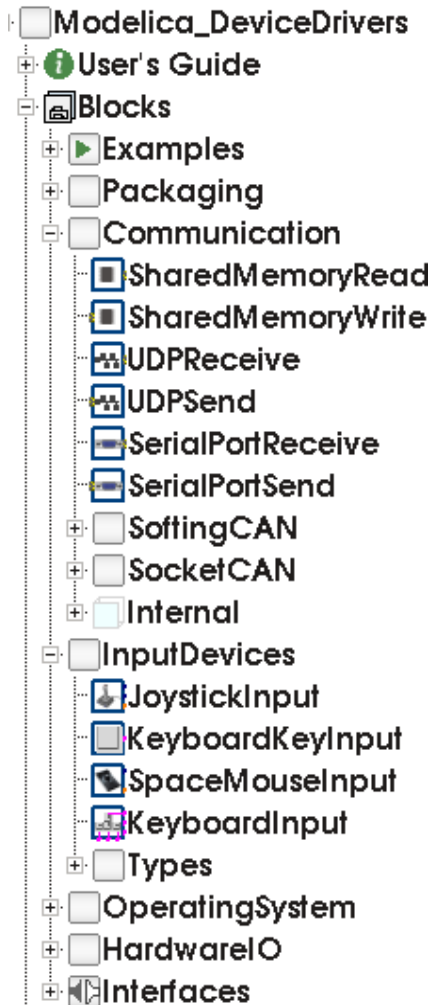 Modelica_DeviceDrivers
User's Guide
Blocks
Examples
Packaging
Communication
SharedMemoryRead
SharedMemoryWrite
UDPReceive
UDPSend
SerialPortReceive
SerialPortSend
SoftingCAN
SocketCAN
Internal
InputDevices
JoystickInput
KeyboardKeyInput
SpaceMouseInput
KeyboardInput
Types
OperatingSystem
HardwareIO
Interfaces